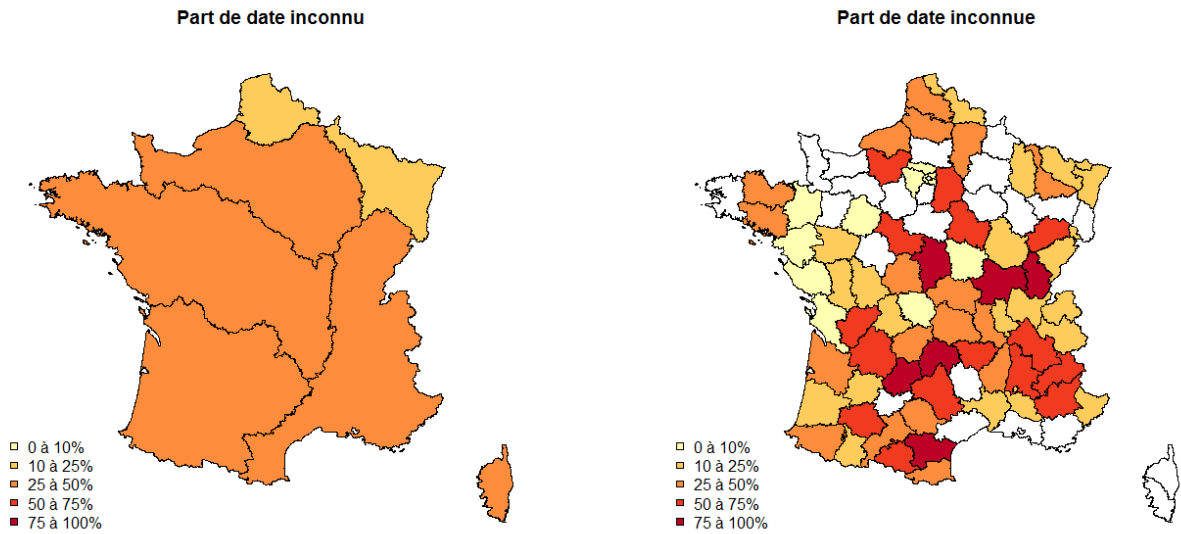 Part de date inconnu
0 à 10%
10 à 25%
25 à 50%
50 à 75%
75 à 100%
Part de date inconnue
0 à 10%
10 à 25%
25 à 50%
50 à 75%
75 à 100%